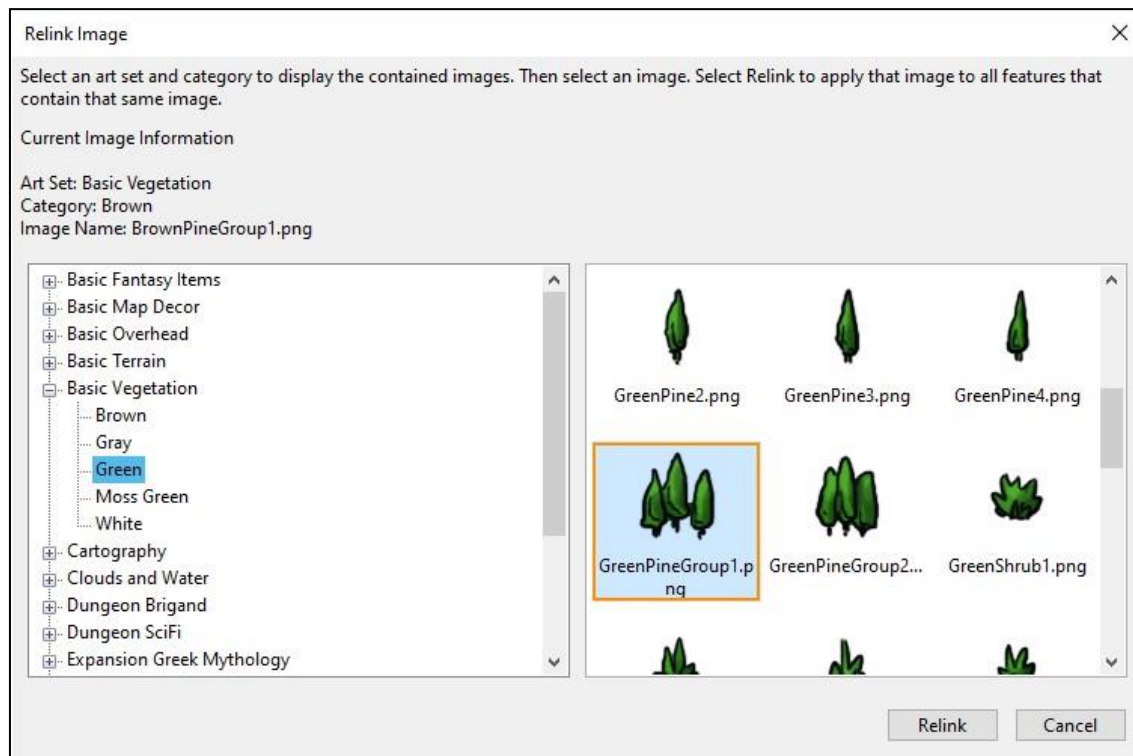 Relink Image
Select an art set and category to display the contained images. Then select an image. Select Relink to apply that image to all features that
contain that same image.
Current Image Information
Art Set: Basic Vegetation
Category: Brown
Image Name: BrownPineGroup1.png
Basic Fantasy Items
Basic Map Decor
Basic Overhead
Basic Terrain
Basic Vegetation
Brown
Gray
Green
Moss Green
White
Cartography
Clouds and Water
Dungeon Brigand
Dungeon SciFi
Expansion Greek Mythology
GreenPine2.png GreenPine3.png GreenPine4.png
GreenPineGroup1.p GreenPineGroup2... GreenShrub1.png
ng
Relink Cancel